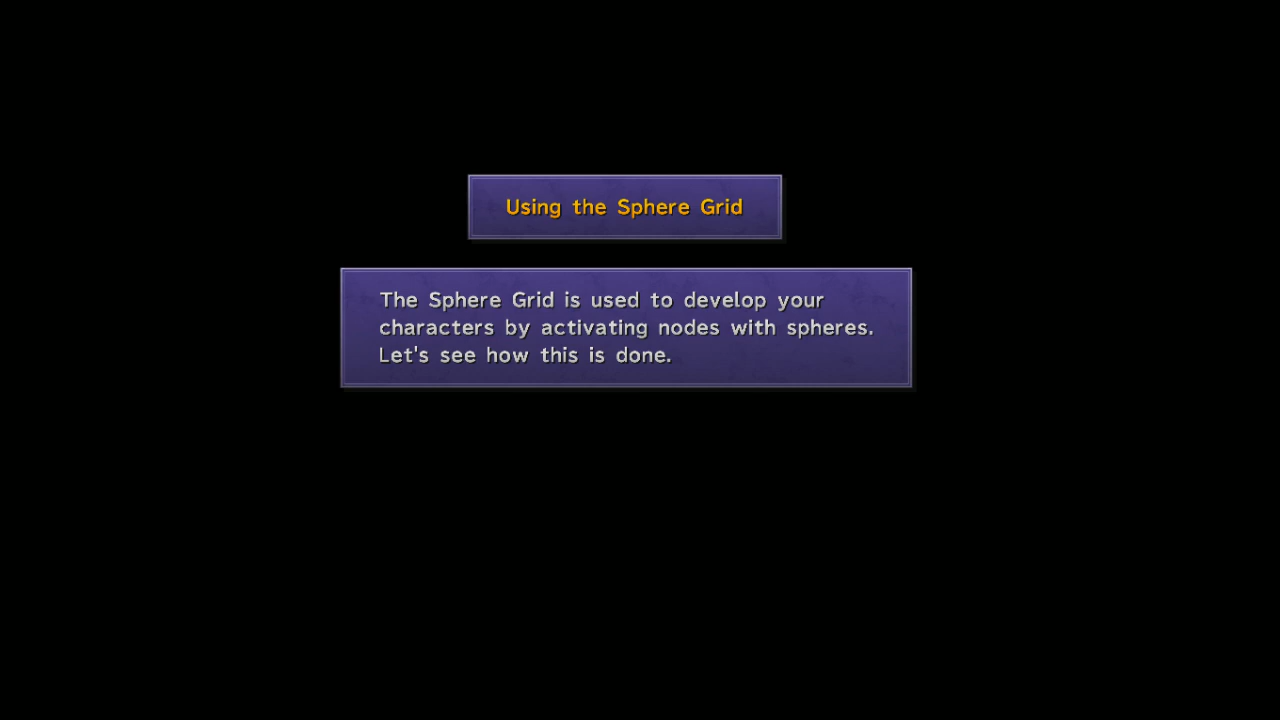 Using the Sphere Grid
The Sphere Grid is used to develop your
characters by activating nodes with spheres.
Let's see how this is done.